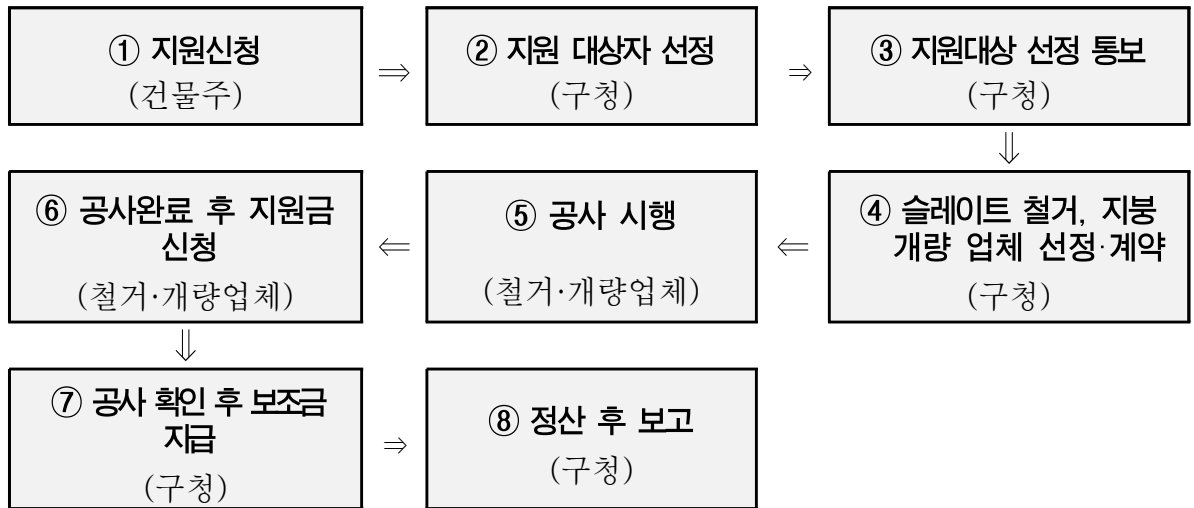 ① 지원신청
(건물주)
⇒
② 지원 대상자 선정
(구청)
⇒
③ 지원대상 선정 통보
(구청)
⇓
④ 슬레이트 철거, 지붕
개량 업체 선정·계약
(구청)
⇐
⑤ 공사 시행
(철거·개량업체)
⇐
⑥ 공사완료 후 지원금
신청
(철거·개량업체)
⇓
⑦ 공사 확인 후 보조금
지급
(구청)
⇒
⑧ 정산 후 보고
(구청)